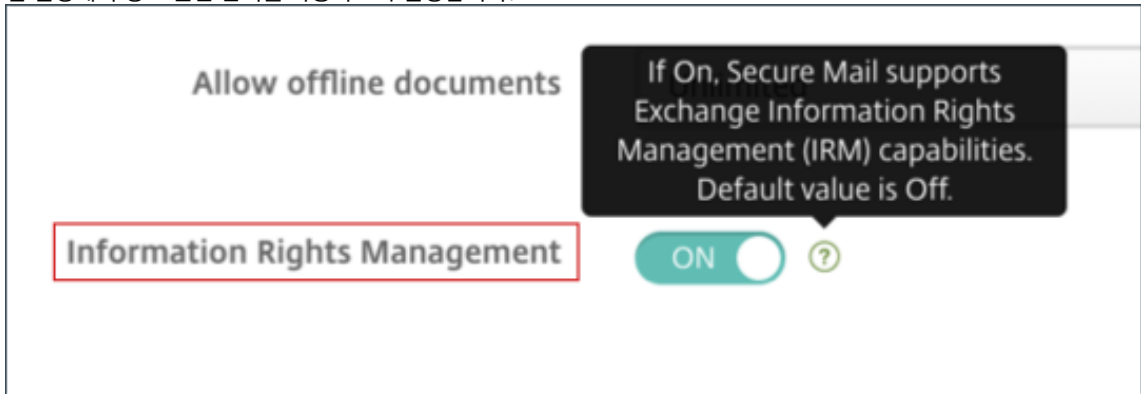 Allow offline documents
If On, Secure Mail supports
Exchange Information Rights
Management (IRM) capabilities.
Default value is Off.
Information Rights Management
ON
?